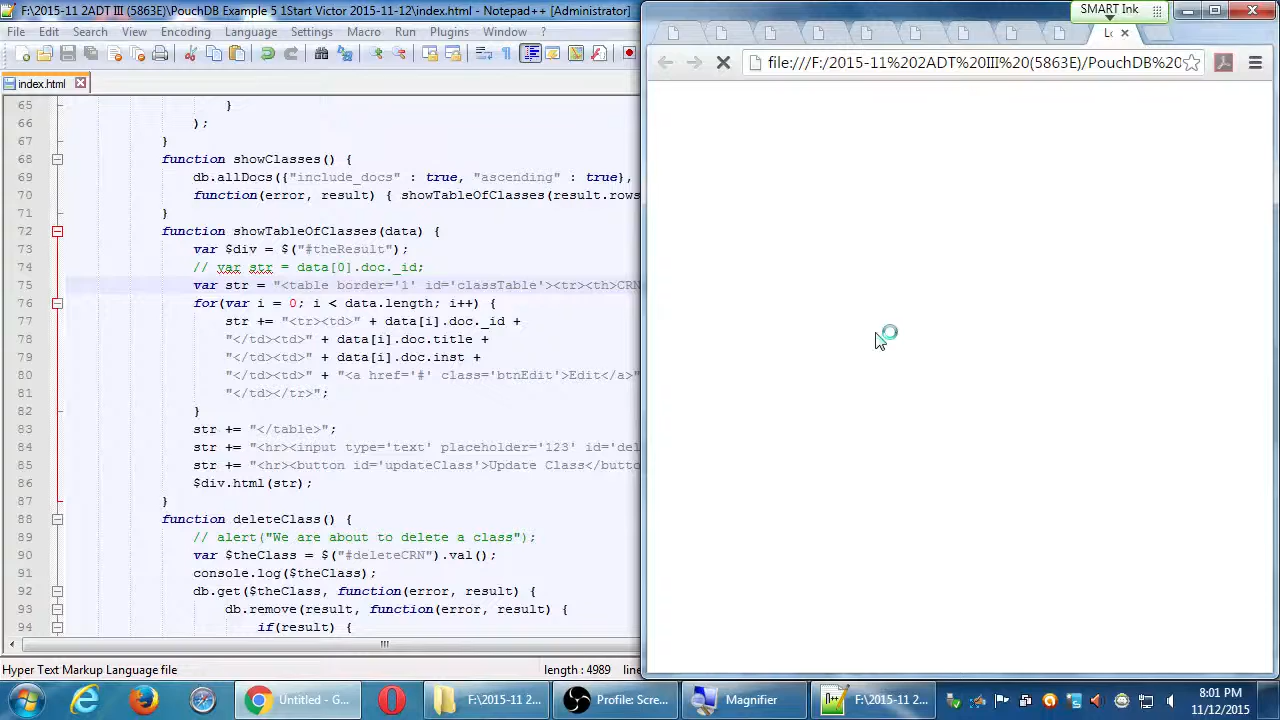 F:\2015-11 2ADT III (5863E)\PouchDB Example 5 1Start Victor 2015-11-12\index.html - Notepad++ [Administrator]
SMART Ink
File Edit Search View Encoding Language Settings Macro Run Plugins Window ?
index.html
file:///F:/2015-11%202ADT%20III%20(5863E)/PouchDB%20
65 }
66 );
67 }
68 function showClasses() {
69 db.allDocs({"include_docs" : true, "ascending" : true},
70 function(error, result) { showTableOfClasses(result.rows
71 }
72 function showTableOfClasses(data) {
73 var $div = $("#theResult");
74 // var str = data[0].doc._id;
75 var str = "<table border='1' id='classTable'><tr><th>CRN
76 for(var i = 0; i < data.length; i++) {
77 str += "<tr><td>" + data[i].doc._id +
78 "</td><td>" + data[i].doc.title +
79 "</td><td>" + data[i].doc.inst +
80 "</td><td>" + "<a href='#' class='btnEdit'>Edit</a>"
81 "</td></tr>";
82 }
83 str += "</table>";
84 str += "<hr><input type='text' placeholder='123' id='del
85 str += "<hr><button id='updateClass'>Update Class</butto
86 $div.html(str);
87 }
88 function deleteClass() {
89 // alert("We are about to delete a class");
90 var $theClass = $("#deleteCRN").val();
91 console.log($theClass);
92 db.get($theClass, function(error, result) {
93 db.remove(result, function(error, result) {
94 if(result) {
Hyper Text Markup Language file length : 4989 line
Untitled - G... F:\2015-11 2... Profile: Scre... Magnifier F:\2015-11 2...
8:01 PM
11/12/2015